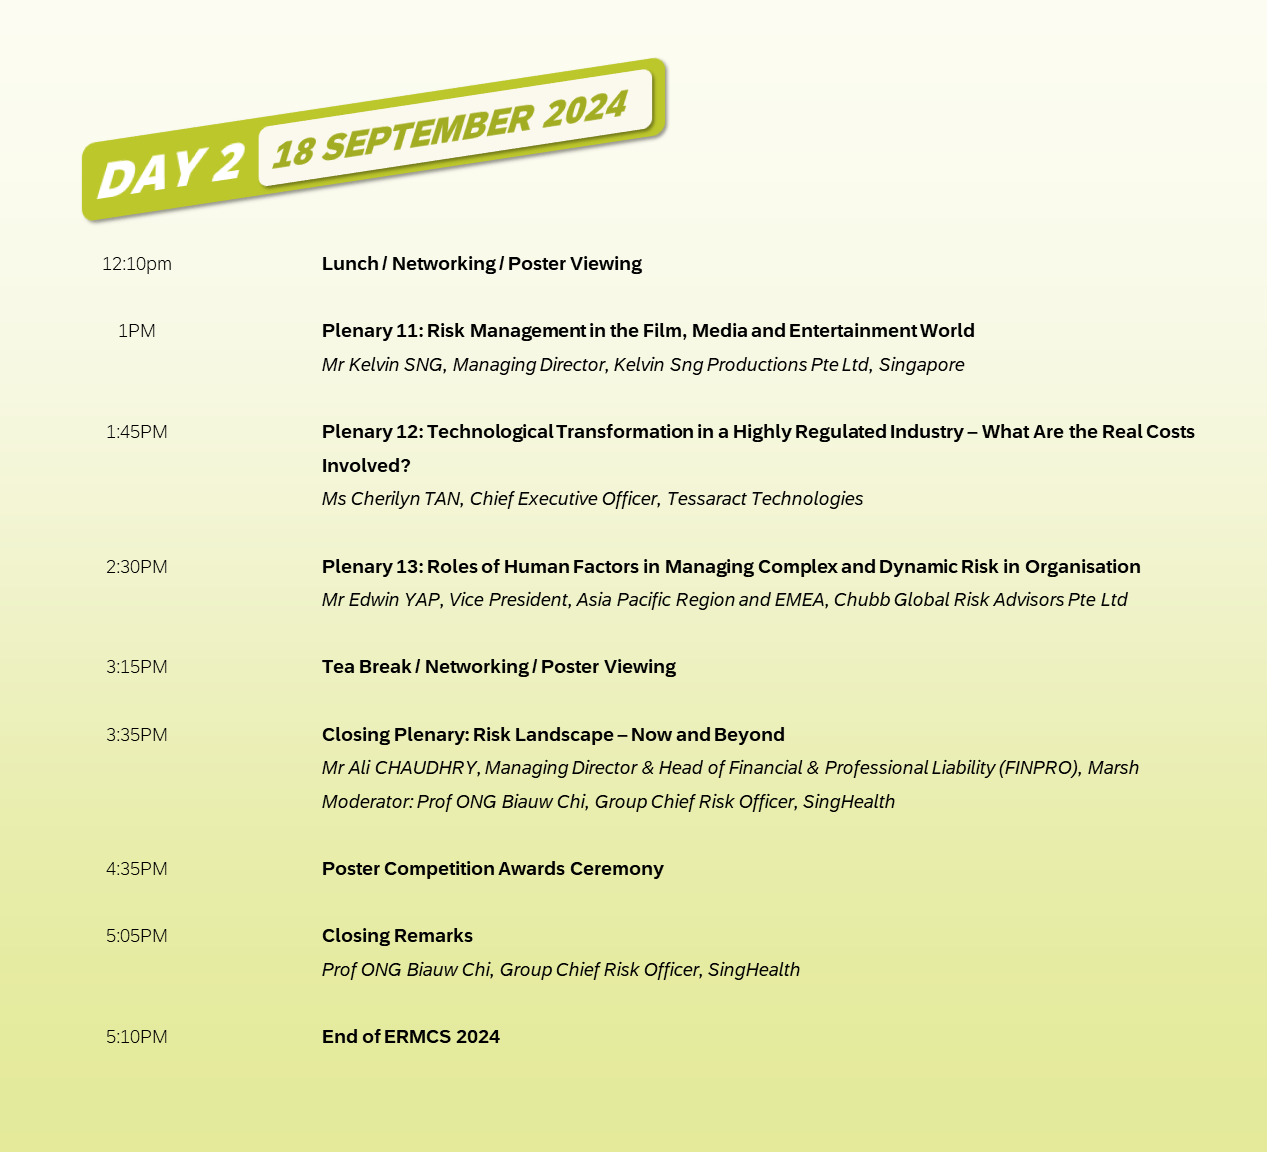 DAY 2 18 SEPTEMBER 2024
12:10pm Lunch / Networking / Poster Viewing
1PM Plenary 11: Risk Management in the Film, Media and Entertainment World
Mr Kelvin SNG, Managing Director, Kelvin Sng Productions Pte Ltd, Singapore
1:45PM Plenary 12: Technological Transformation in a Highly Regulated Industry – What Are the Real Costs
Involved?
Ms Cherilyn TAN, Chief Executive Officer, Tessaract Technologies
2:30PM Plenary 13: Roles of Human Factors in Managing Complex and Dynamic Risk in Organisation
Mr Edwin YAP, Vice President, Asia Pacific Region and EMEA, Chubb Global Risk Advisors Pte Ltd
3:15PM Tea Break / Networking / Poster Viewing
3:35PM Closing Plenary: Risk Landscape – Now and Beyond
Mr Ali CHAUDHRY, Managing Director & Head of Financial & Professional Liability (FINPRO), Marsh
Moderator: Prof ONG Biauw Chi, Group Chief Risk Officer, SingHealth
4:35PM Poster Competition Awards Ceremony
5:05PM Closing Remarks
Prof ONG Biauw Chi, Group Chief Risk Officer, SingHealth
5:10PM End of ERMCS 2024